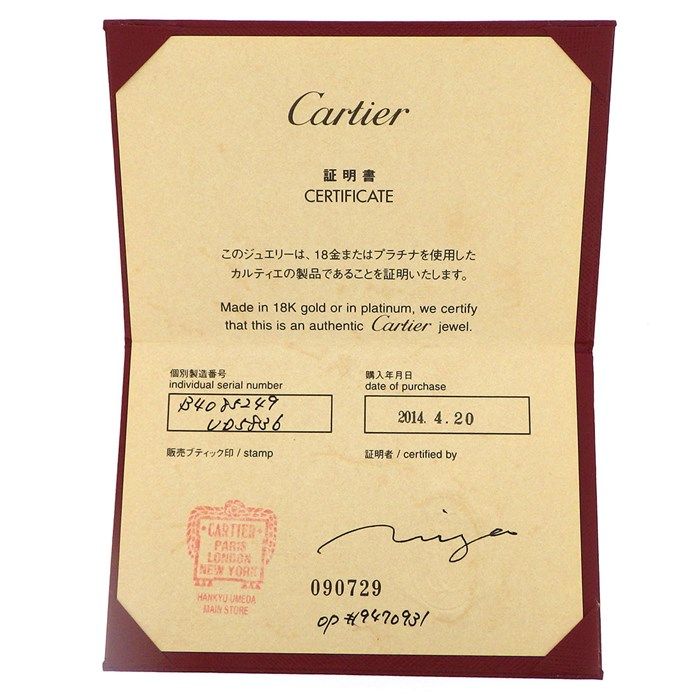 Cartier
証明書
CERTIFICATE
このジュエリーは、18金またはプラチナを使用した
カルティエの製品であることを証明いたします。
Made in 18K gold or in platinum, we certify
that this is an authentic Cartier jewel.
個別製造番号
individual serial number
B4085249
UD5836
購入年月日
date of purchase
2014. 4. 20
販売ブティック印 / stamp
証明者 / certified by
CARTIER
PARIS
LONDON
NEW YORK
HANKYU-UMEDA
MAIN STORE
090729
OP#9470931